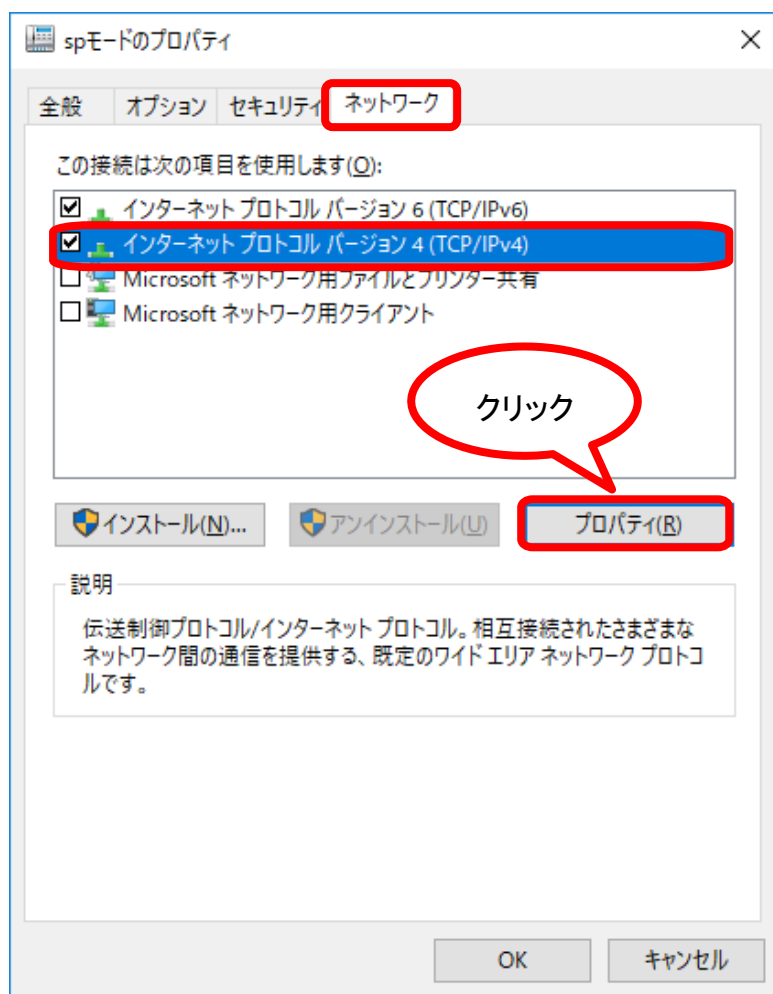 spモードのプロパティ
全般 オプション セキュリティ ネットワーク
この接続は次の項目を使用します(O):
インターネット プロトコル バージョン 6 (TCP/IPv6)
インターネット プロトコル バージョン 4 (TCP/IPv4)
Microsoft ネットワーク用ファイルとプリンター共有
Microsoft ネットワーク用クライアント
クリック
インストール(N)... アンインストール(U) プロパティ(R)
説明
伝送制御プロトコル/インターネット プロトコル。相互接続されたさまざまな
ネットワーク間の通信を提供する、既定のワイド エリア ネットワーク プロトコ
ルです。
OK キャンセル